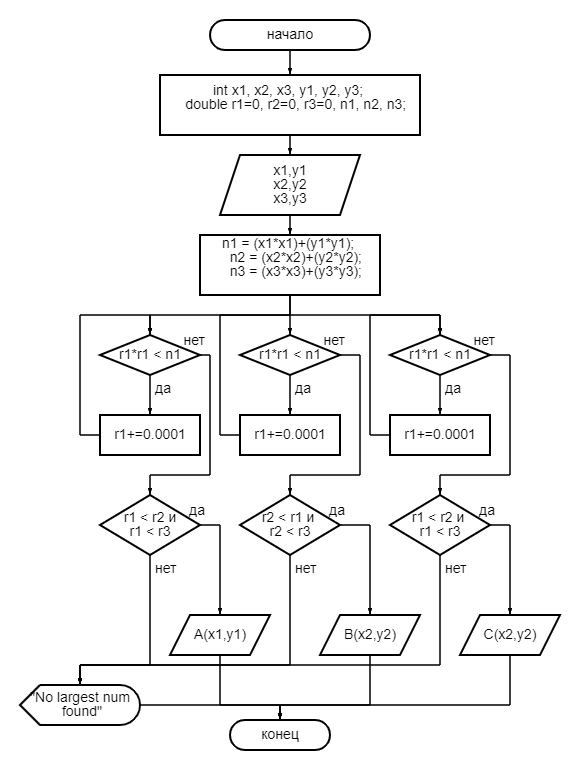 начало
int x1, x2, x3, y1, y2, y3;
double r1=0, r2=0, r3=0, n1, n2, n3;
x1,y1
x2,y2
x3,y3
n1 = (x1*x1)+(y1*y1);
n2 = (x2*x2)+(y2*y2);
n3 = (x3*x3)+(y3*y3);
нет
нет
нет
r1*r1 < n1
r1*r1 < n1
r1*r1 < n1
да
да
да
r1+=0.0001
r1+=0.0001
r1+=0.0001
r1 < r2 и
r1 < r3
да
r2 < r1 и
r2 < r3
да
r1 < r2 и
r1 < r3
да
нет
нет
нет
A(x1,y1)
B(x2,y2)
C(x2,y2)
"No largest num
found"
конец